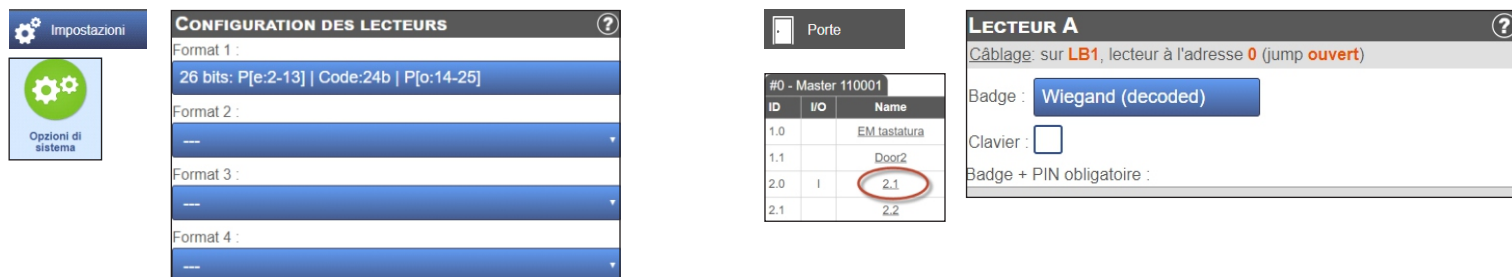 Impostazioni
Opzioni di
sistema
CONFIGURATION DES LECTEURS ?
Format 1 :
26 bits: P[e:2-13] | Code:24b | P[o:14-25]
Format 2 :
---
Format 3 :
---
Format 4 :
---
Porte
#0 - Master 110001
ID I/O Name
1.0 EM tastatura
1.1 Door2
2.0 I 2.1
2.1 2.2
LECTEUR A ?
Câblage: sur LB1, lecteur à l'adresse 0 (jump ouvert)
Badge : Wiegand (decoded)
Clavier :
Badge + PIN obligatoire :